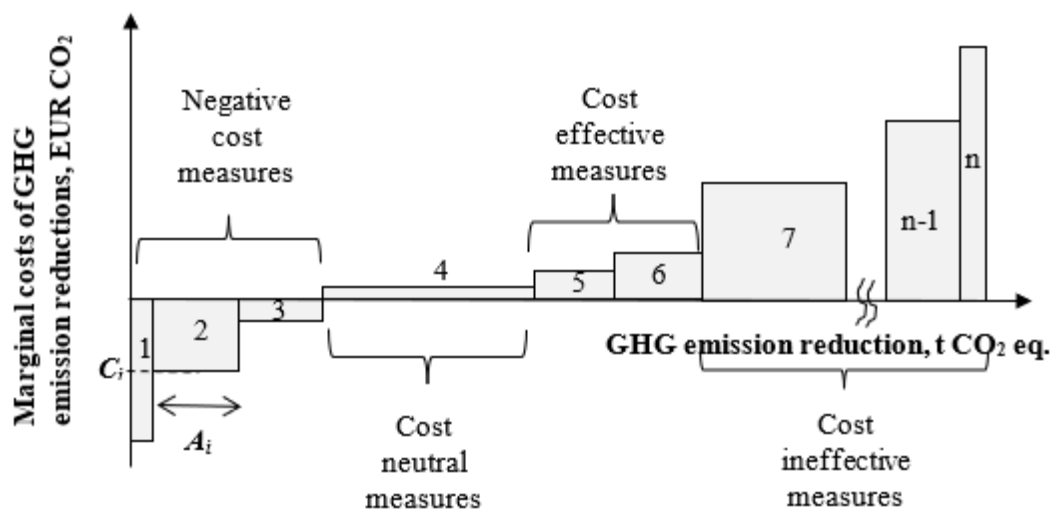 Marginal costs of GHG
emission reductions, EUR CO₂
Negative
cost
measures
Cost
effective
measures
n
n-1
7
4
6
5
3
2
1
GHG emission reduction, t CO₂ eq.
Cᵢ
Aᵢ
Cost
neutral
measures
Cost
ineffective
measures